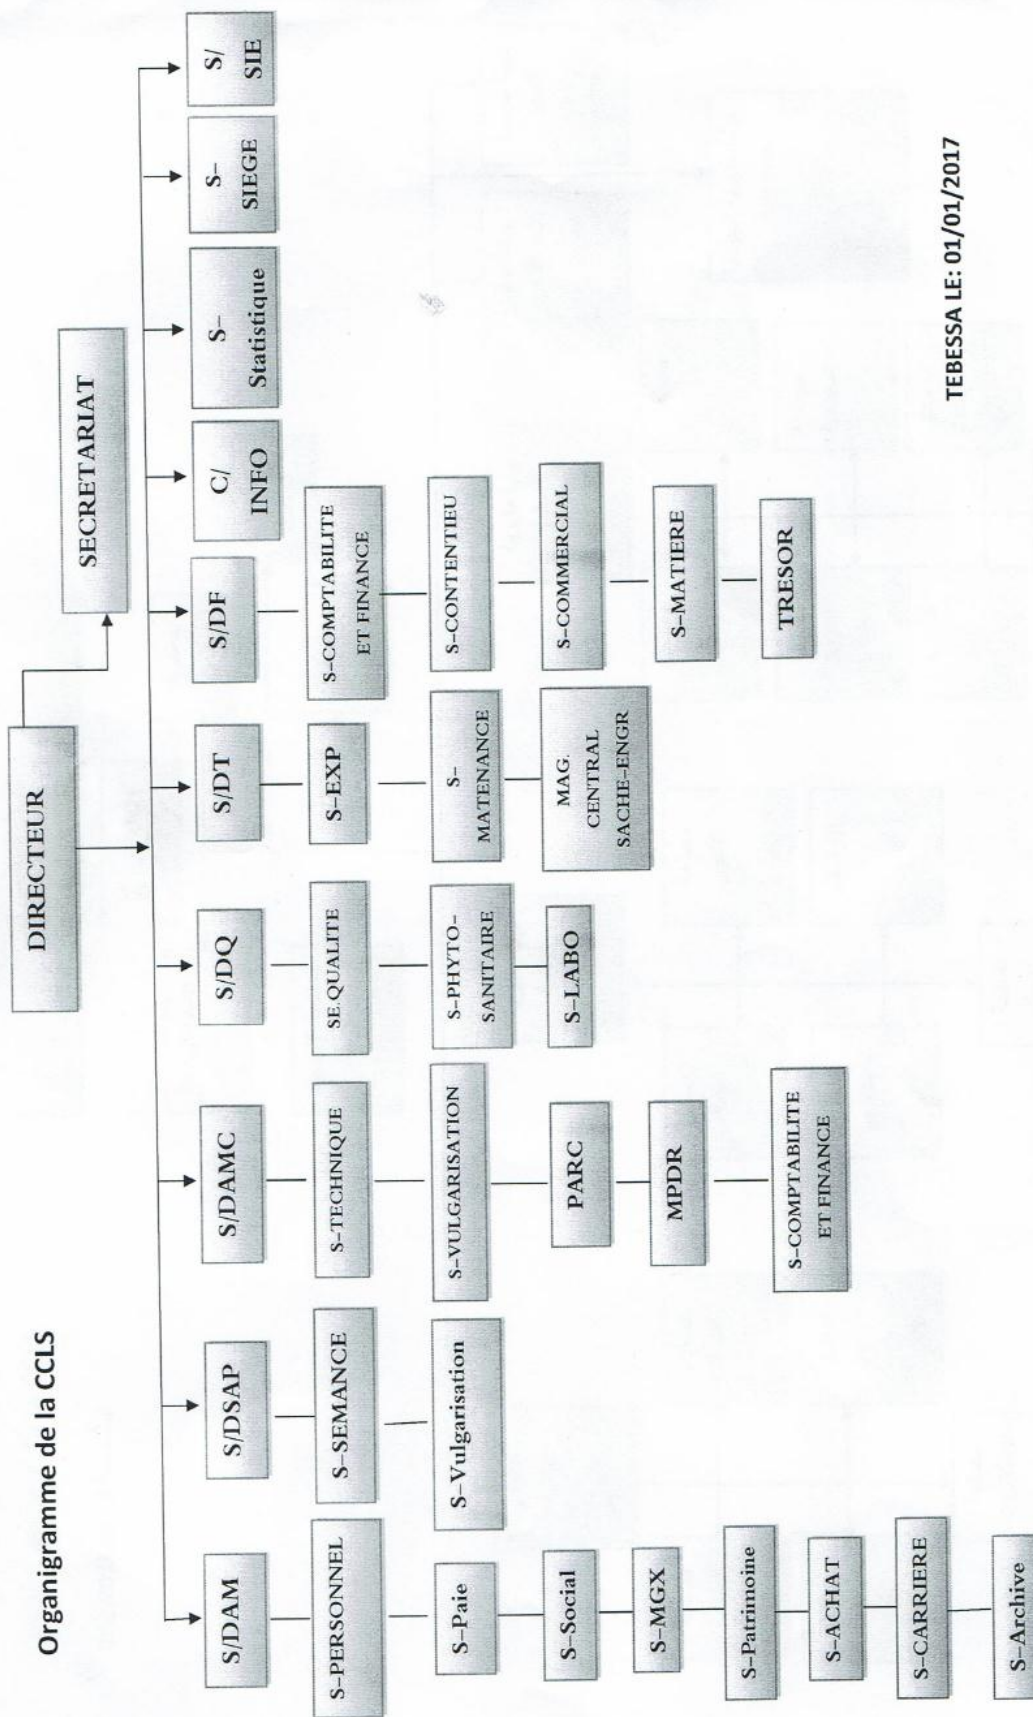 Organigramme de la CCLS
DIRECTEUR
SECRETARIAT
S/DAM
S/DSAP
S/DAMC
S/DQ
S/DT
S/DF
C/
INFO
S–
Statistique
S–
SIEGE
S/
SIE
S–PERSONNEL
S–SEMANCE
S–TECHNIQUE
SE.QUALITE
S–EXP
S–COMPTABILITE
ET FINANCE
S–Paie
S–Vulgarisation
S–VULGARISATION
S–PHYTO–
SANITAIRE
S–
MATENANCE
S–CONTENTIEU
S–Social
PARC
S–LABO
MAG.
CENTRAL
SACHE–ENGR
S–COMMERCIAL
S–MGX
MPDR
S–MATIERE
S–Patrimoine
S–COMPTABILITE
ET FINANCE
TRESOR
S–ACHAT
S–CARRIERE
S–Archive
TEBESSA LE: 01/01/2017